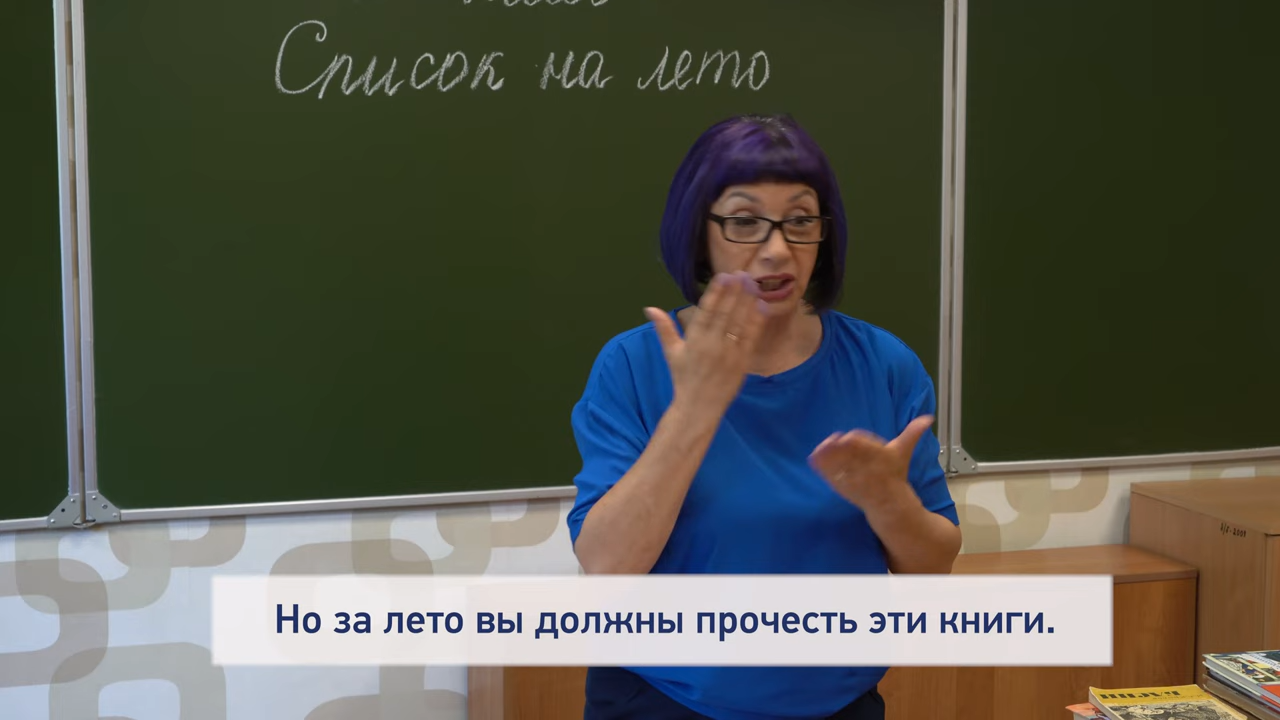 Список на лето
Но за лето вы должны прочесть эти книги.